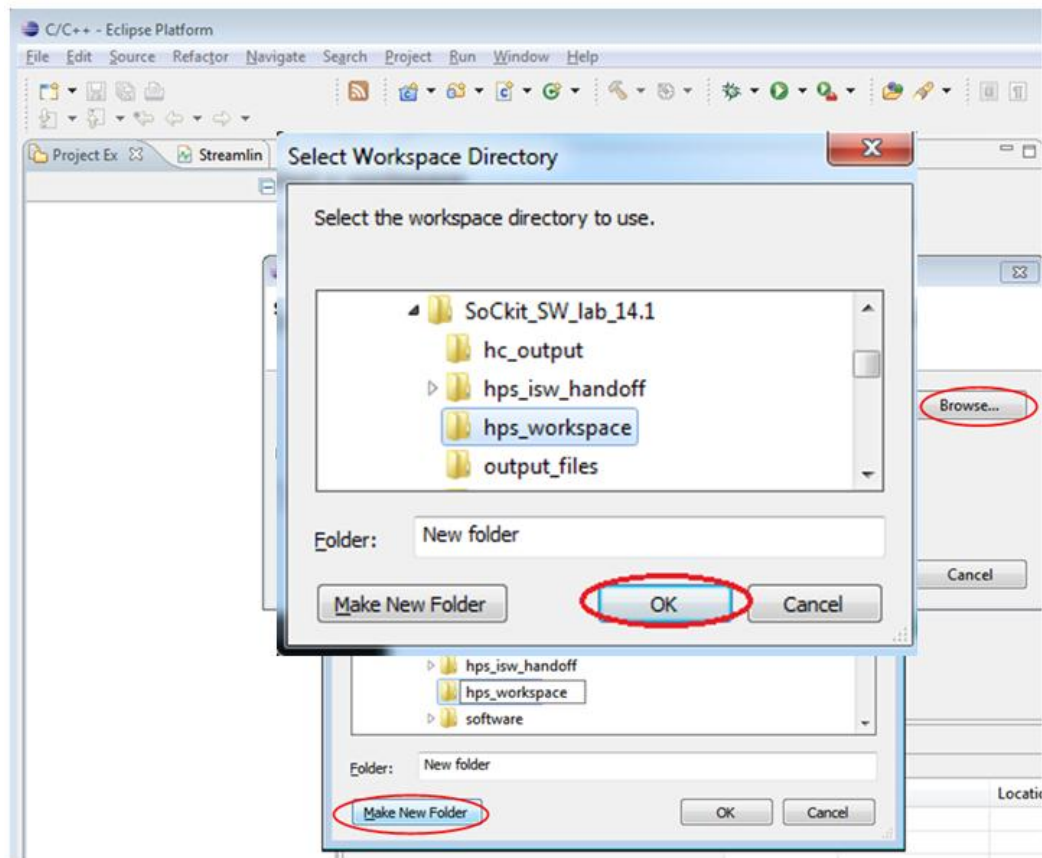 C/C++ - Eclipse Platform
File Edit Source Refactor Navigate Search Project Run Window Help
Project Ex Streamlin
Select Workspace Directory
Select the workspace directory to use.
SoCkit_SW_lab_14.1
hc_output
hps_isw_handoff
hps_workspace
output_files
Folder: New folder
Make New Folder OK Cancel
Browse...
Cancel
hps_isw_handoff
hps_workspace
software
Folder: New folder
Make New Folder OK Cancel
Locatio